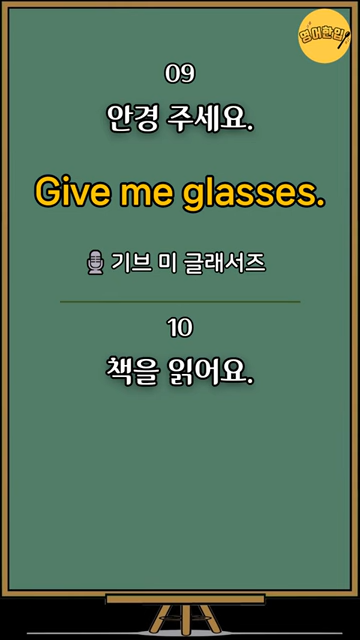 영어한입
09
안경 주세요.
Give me glasses.
기브 미 글래서즈
10
책을 읽어요.